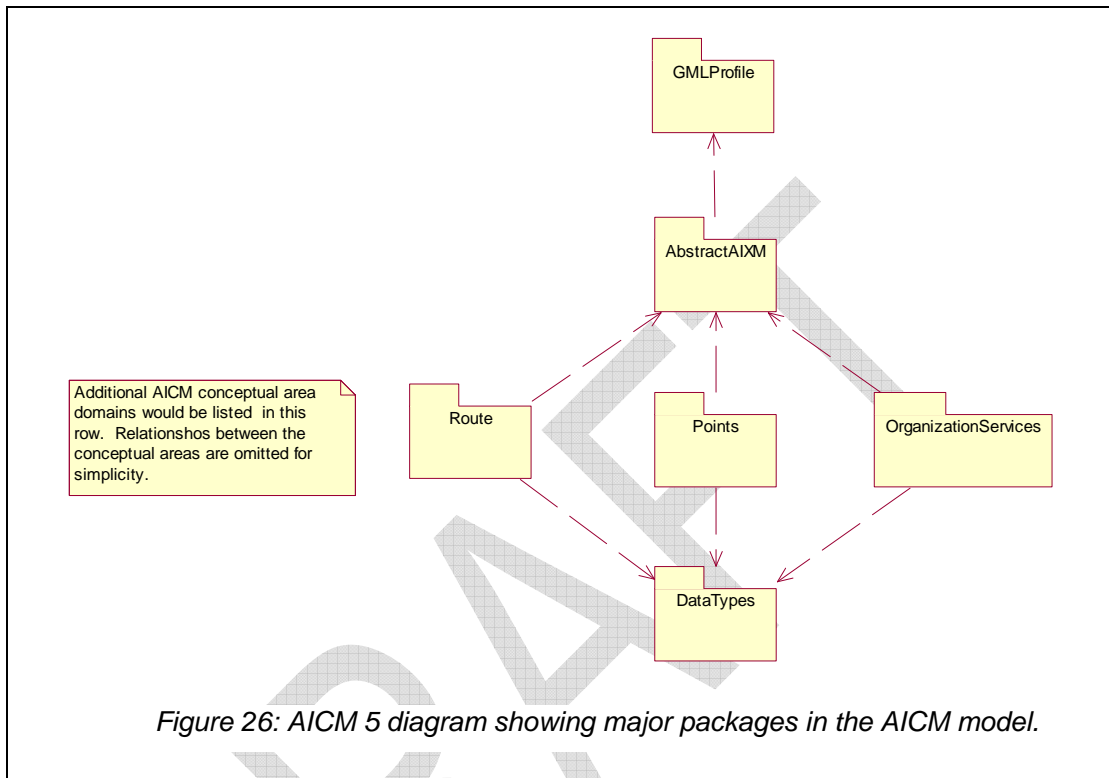 GMLProfile
AbstractAIXM
Additional AICM conceptual area
domains would be listed in this
row. Relationshos between the
conceptual areas are omitted for
simplicity.
Route
Points
OrganizationServices
DataTypes
DRAFT
Figure 26: AICM 5 diagram showing major packages in the AICM model.